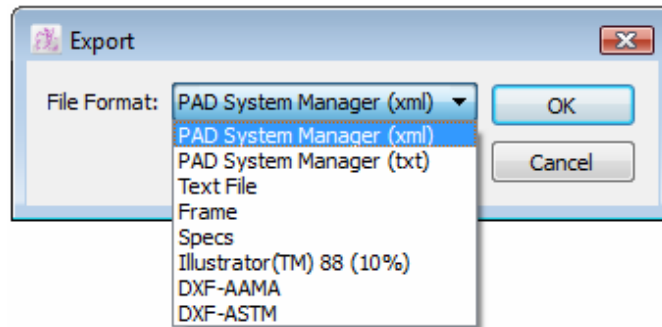 Export
File Format: PAD System Manager (xml) OK
PAD System Manager (xml)
PAD System Manager (txt) Cancel
Text File
Frame
Specs
Illustrator(TM) 88 (10%)
DXF-AAMA
DXF-ASTM